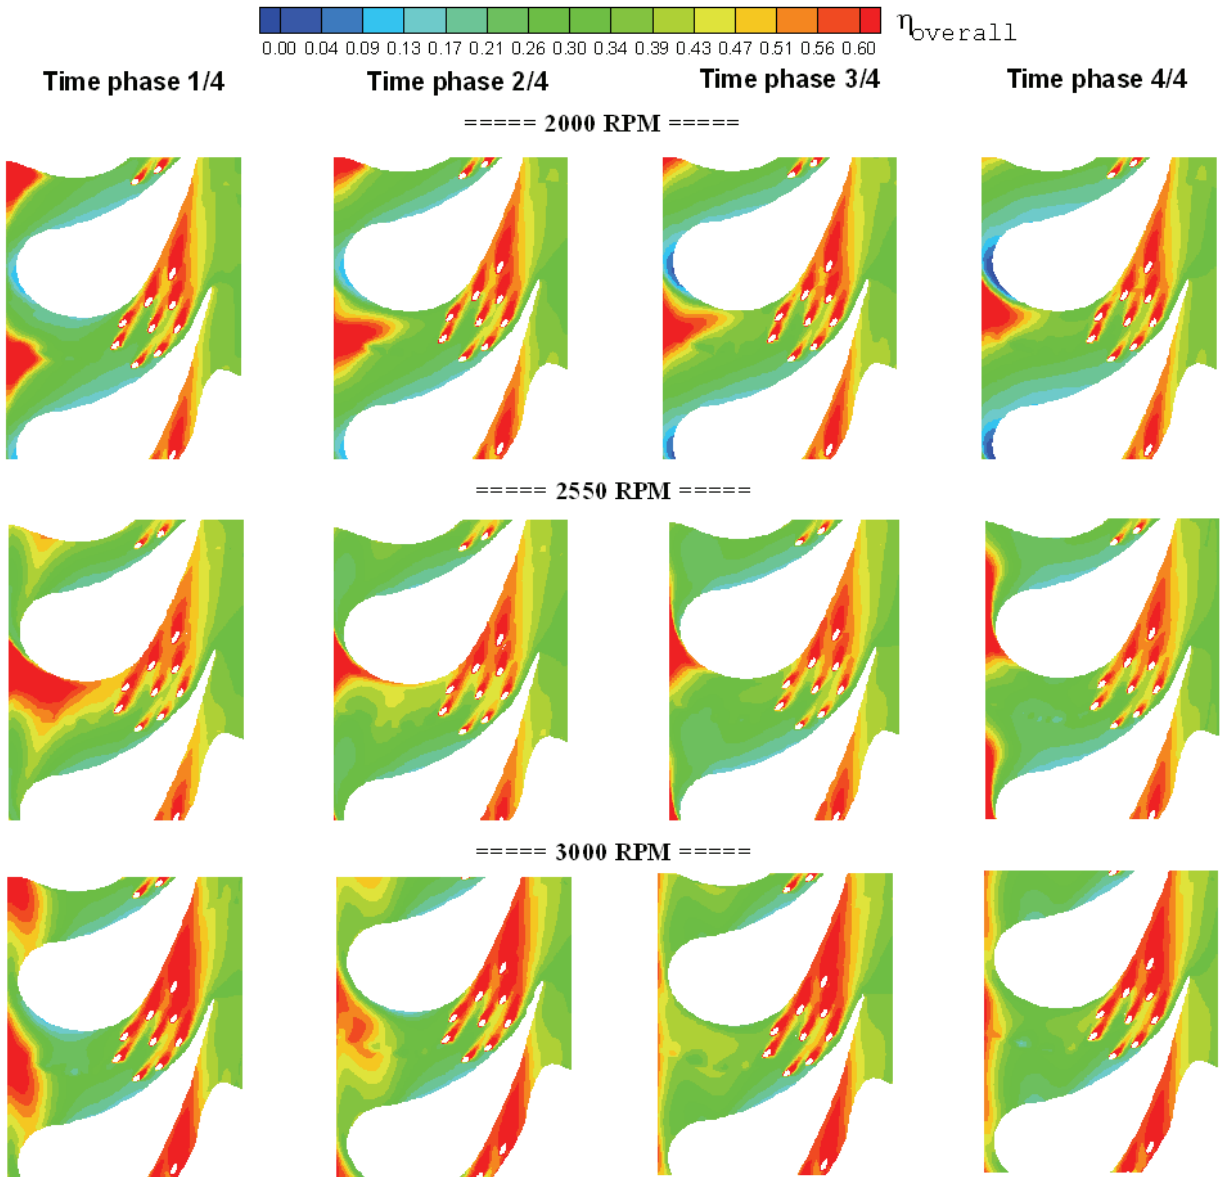 η overall
0.00 0.04 0.09 0.13 0.17 0.21 0.26 0.30 0.34 0.39 0.43 0.47 0.51 0.56 0.60
Time phase 1/4 Time phase 2/4 Time phase 3/4 Time phase 4/4
===== 2000 RPM =====
===== 2550 RPM =====
===== 3000 RPM =====